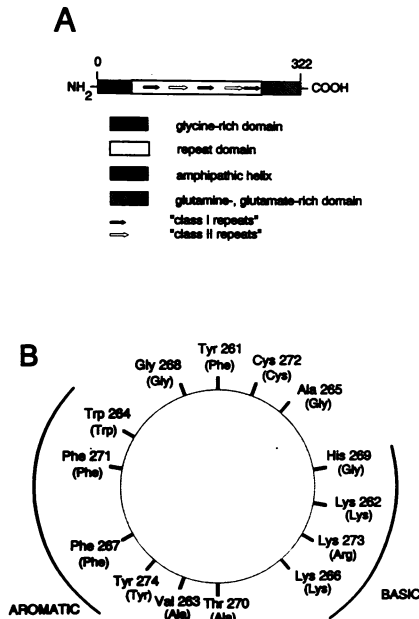 A
0 322
NH2 COOH
glycine-rich domain
repeat domain
amphipathic helix
glutamine-, glutamate-rich domain
"class I repeats"
"class II repeats"
B
Tyr 261
(Phe)
Cys 272
(Cys)
Ala 265
(Gly)
His 269
(Gly)
Lys 262
(Lys)
Lys 273
(Arg)
Lys 266
(Lys)
Thr 270
(Ala)
Val 263
(Ala)
Tyr 274
(Tyr)
Phe 267
(Phe)
Phe 271
(Phe)
Trp 264
(Trp)
Gly 268
(Gly)
AROMATIC
BASIC